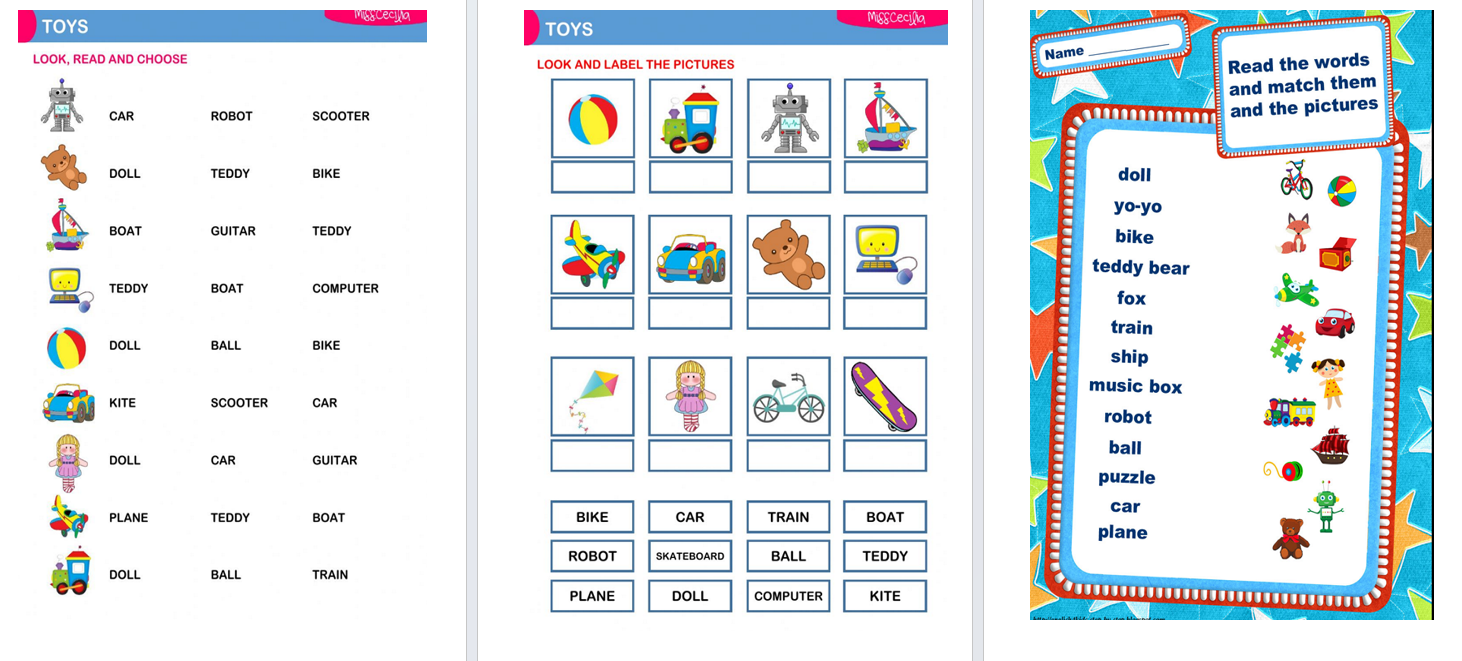 TOYS
MissCecilla
LOOK, READ AND CHOOSE
CAR ROBOT SCOOTER
DOLL TEDDY BIKE
BOAT GUITAR TEDDY
TEDDY BOAT COMPUTER
DOLL BALL BIKE
KITE SCOOTER CAR
DOLL CAR GUITAR
PLANE TEDDY BOAT
DOLL BALL TRAIN
TOYS
MissCecilla
LOOK AND LABEL THE PICTURES
BIKE CAR TRAIN BOAT
ROBOT SKATEBOARD BALL TEDDY
PLANE DOLL COMPUTER KITE
Name ___________
Read the words
and match them
and the pictures
doll
yo-yo
bike
teddy bear
fox
train
ship
music box
robot
ball
puzzle
car
plane